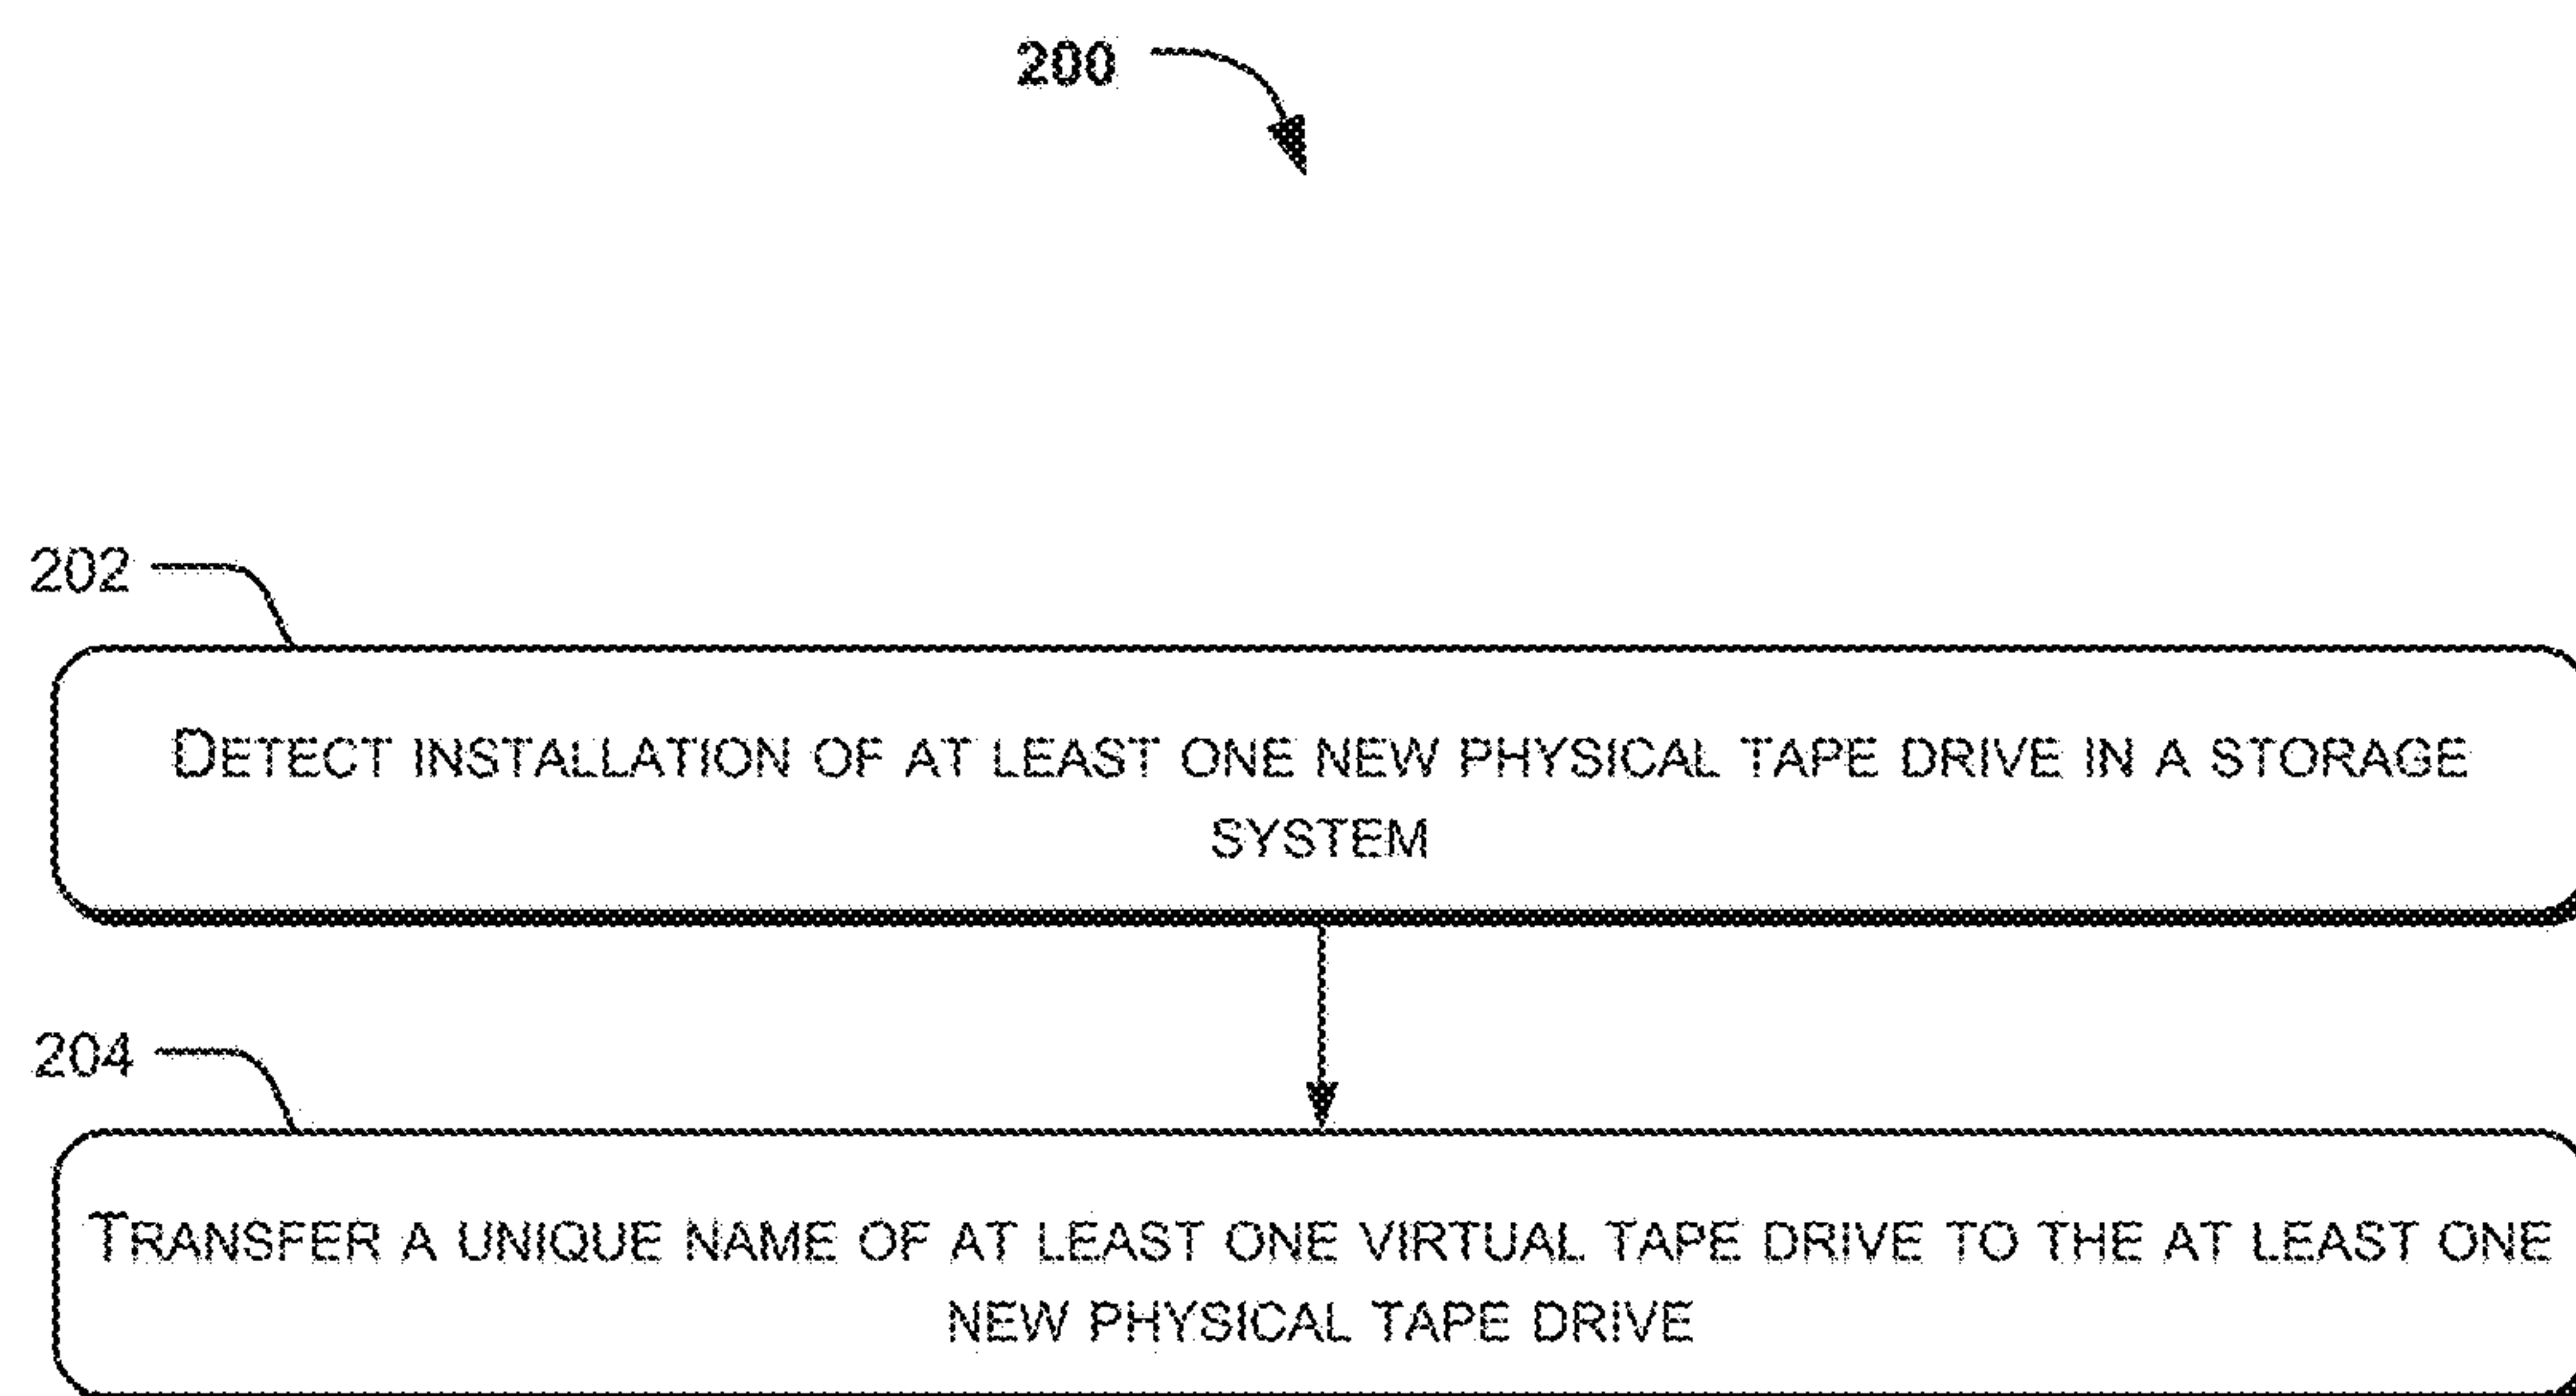 200
202
DETECT INSTALLATION OF AT LEAST ONE NEW PHYSICAL TAPE DRIVE IN A STORAGE
SYSTEM
204
TRANSFER A UNIQUE NAME OF AT LEAST ONE VIRTUAL TAPE DRIVE TO THE AT LEAST ONE
NEW PHYSICAL TAPE DRIVE